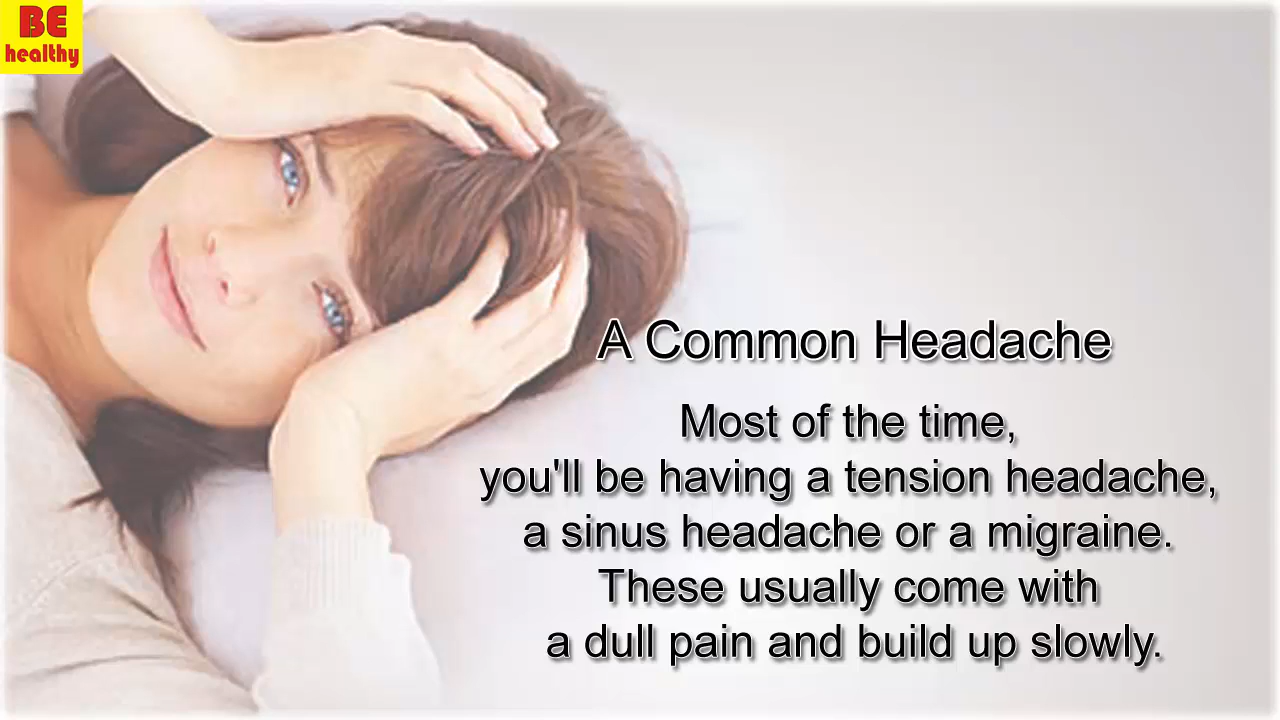 BE
healthy
A Common Headache
Most of the time,
you'll be having a tension headache,
a sinus headache or a migraine.
These usually come with
a dull pain and build up slowly.